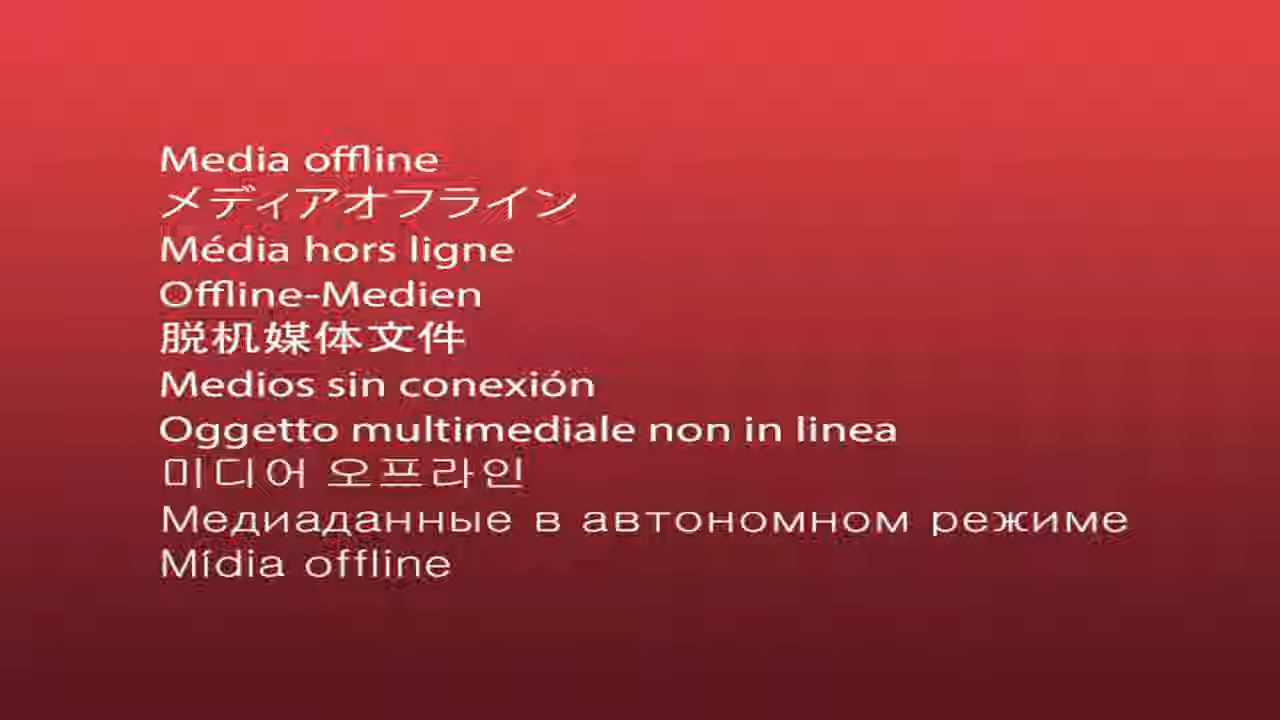 Media offline
メディアオフライン
Média hors ligne
Offline-Medien
脱机媒体文件
Medios sin conexión
Oggetto multimediale non in linea
미디어 오프라인
Медиаданные в автономном режиме
Mídia offline